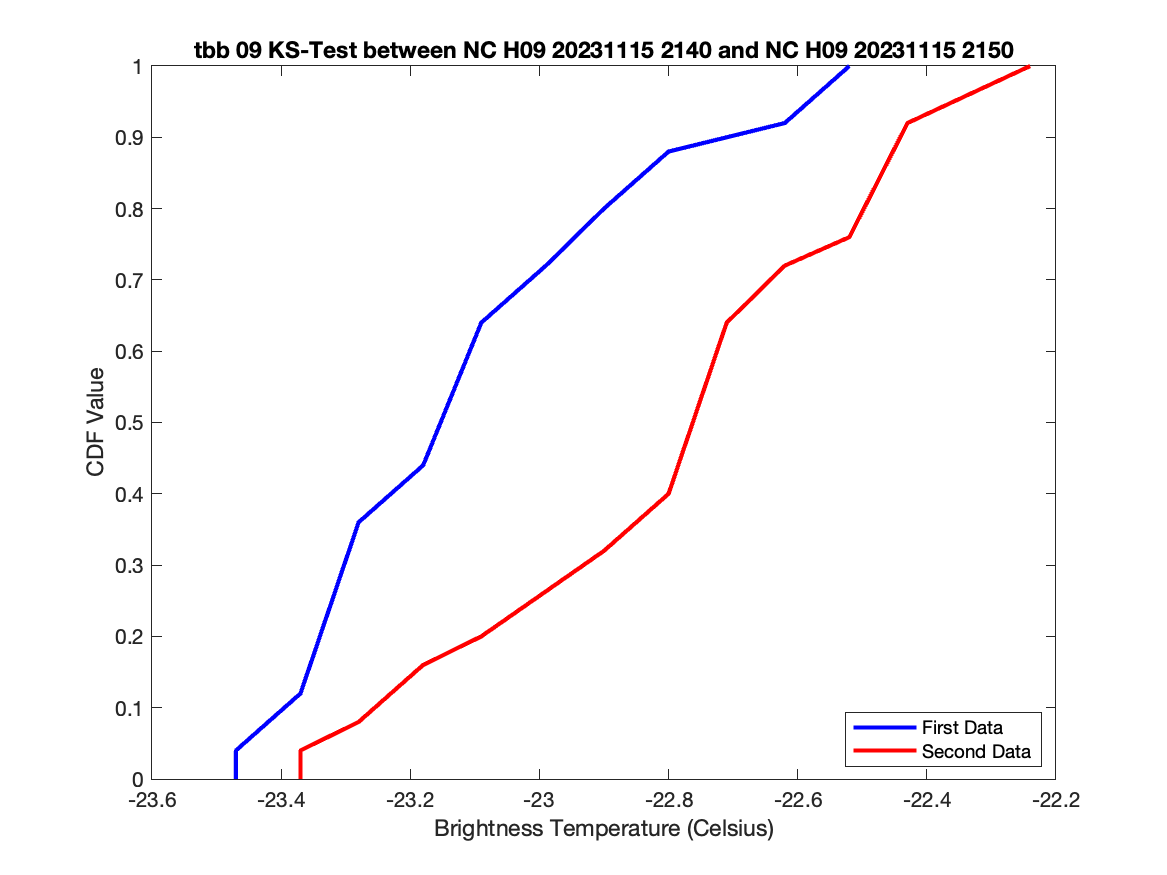 tbb 09 KS-Test between NC H09 20231115 2140 and NC H09 20231115 2150
1
0.9
0.8
0.7
0.6
0.5
0.4
0.3
0.2
0.1
0
CDF Value
First Data
Second Data
-23.6 -23.4 -23.2 -23 -22.8 -22.6 -22.4 -22.2
Brightness Temperature (Celsius)